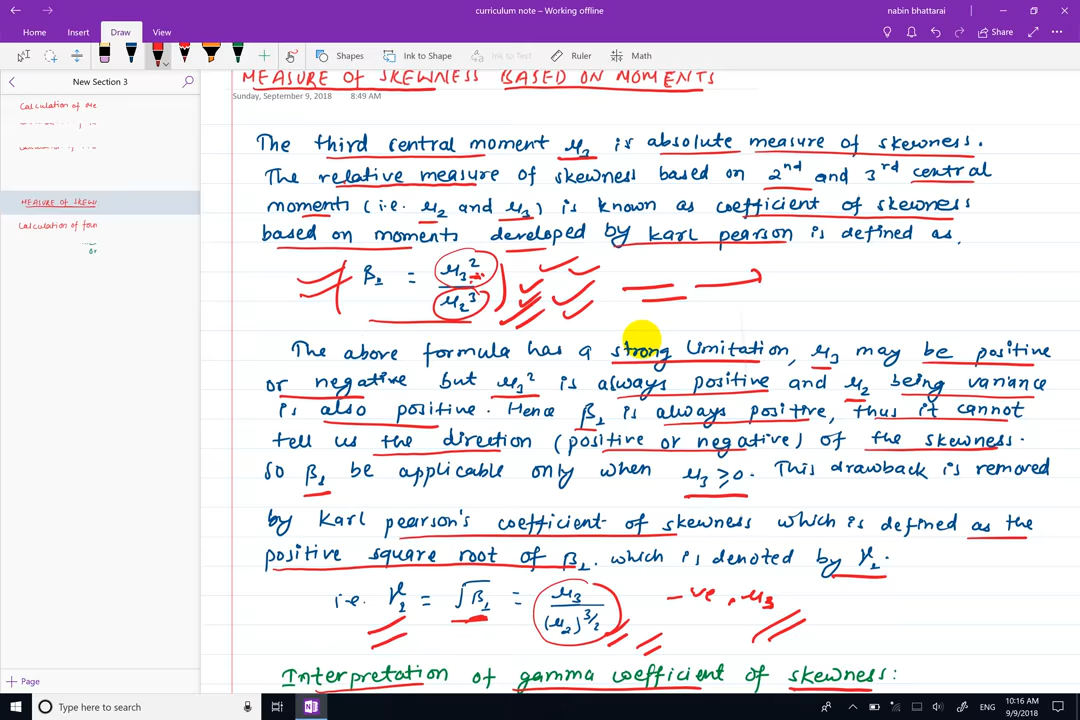 curriculum note – Working offline
nabin bhattarai
Home Insert Draw View
Share
Shapes Ink to Shape Ink to Text Ruler Math
New Section 3
Calculation of Me
MEASURE OF SKEW
Calculation of fou
or
MEASURE OF SKEWNESS BASED ON MOMENTS
Sunday, September 9, 2018 8:49 AM
The third central moment μ3 is absolute measure of skewness.
The relative measure of skewness based on 2nd and 3rd central
moments (i.e. μ2 and μ3) is known as coefficient of skewness
based on moments developed by Karl pearson is defined as.
β1 = μ3² / μ2³
The above formula has a strong limitation, μ3 may be positive
or negative but μ3² is always positive and μ2 being variance
is also positive. Hence β1 is always positive, thus it cannot
tell us the direction (positive or negative) of the skewness.
So β1 be applicable only when μ3 ≥ 0. This drawback is removed
by Karl pearson's coefficient of skewness which is defined as the
positive square root of β1. which is denoted by γ1.
i.e. γ1 = √β1 = μ3 / (μ2)^3/2 -ve, μ3
Interpretation of gamma coefficient of skewness:
Page
Type here to search
ENG
10:16 AM
9/9/2018